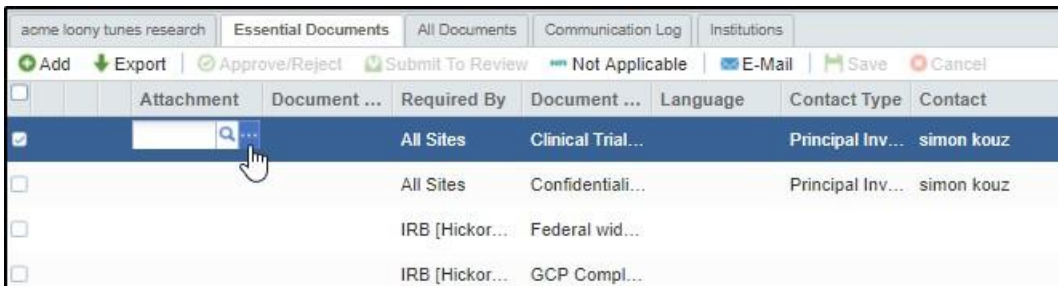 acme loony tunes research Essential Documents All Documents Communication Log Institutions
Add Export Approve/Reject Submit To Review Not Applicable E-Mail Save Cancel
Attachment Document ... Required By Document ... Language Contact Type Contact
... All Sites Clinical Trial... Principal Inv... simon kouz
All Sites Confidentiali... Principal Inv... simon kouz
IRB [Hickor... Federal wid...
IRB [Hickor... GCP Compl...